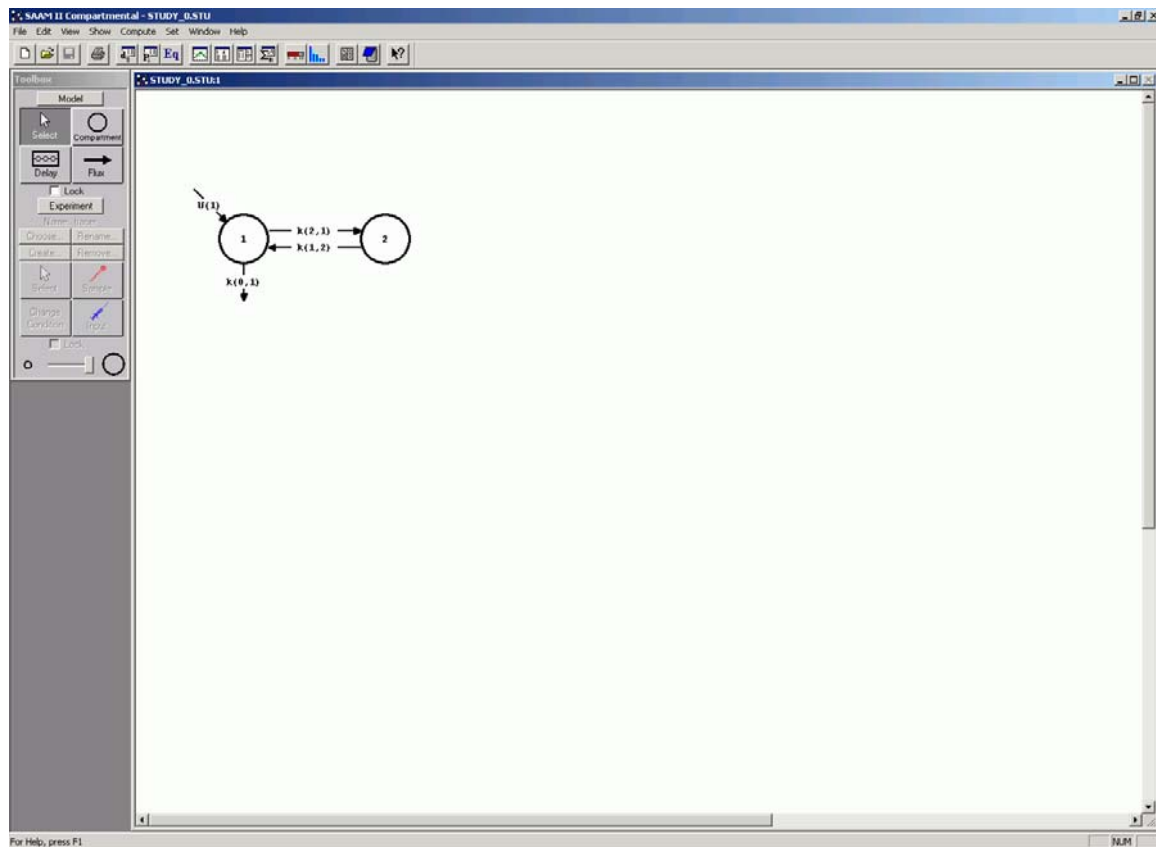 SAAM II Compartmental - STUDY_0.STU
File Edit View Show Compute Set Window Help
Eq
Toolbox
STUDY_0.STU:1
Model
Select Compartment
Delay Flux
Lock
Experiment
Choose... Rename...
Create... Remove...
Select Sample
Change Condition Input
Lock
U(1)
1 k(2,1) 2
k(1,2)
k(0,1)
For Help, press F1
NUM